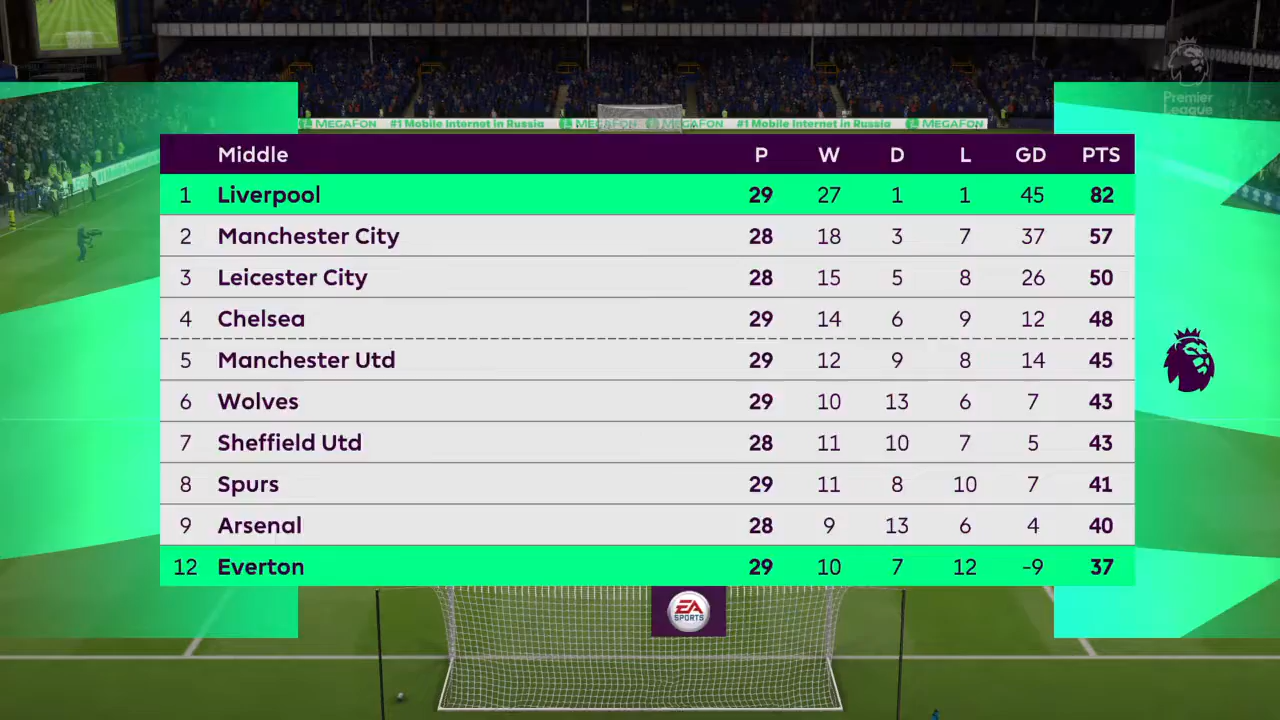 Premier
League
MEGAFON #1 Mobile Internet in Russia MEGAFON MEGAFON #1 Mobile Internet in Russia MEGAFON
Middle P W D L GD PTS
1 Liverpool 29 27 1 1 45 82
2 Manchester City 28 18 3 7 37 57
3 Leicester City 28 15 5 8 26 50
4 Chelsea 29 14 6 9 12 48
5 Manchester Utd 29 12 9 8 14 45
6 Wolves 29 10 13 6 7 43
7 Sheffield Utd 28 11 10 7 5 43
8 Spurs 29 11 8 10 7 41
9 Arsenal 28 9 13 6 4 40
12 Everton 29 10 7 12 -9 37
EA
SPORTS